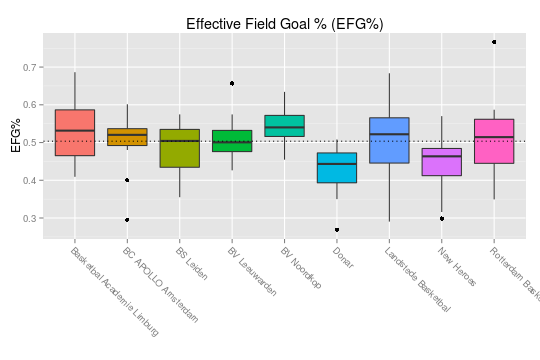 Effective Field Goal % (EFG%)
EFG%
0.7
0.6
0.5
0.4
0.3
Basketbal Academie Limburg
BC APOLLO Amsterdam
BS Leiden
BV Leeuwarden
BV Noordkop
Donar
Landstede Basketbal
New Heroes
Rotterdam Bask